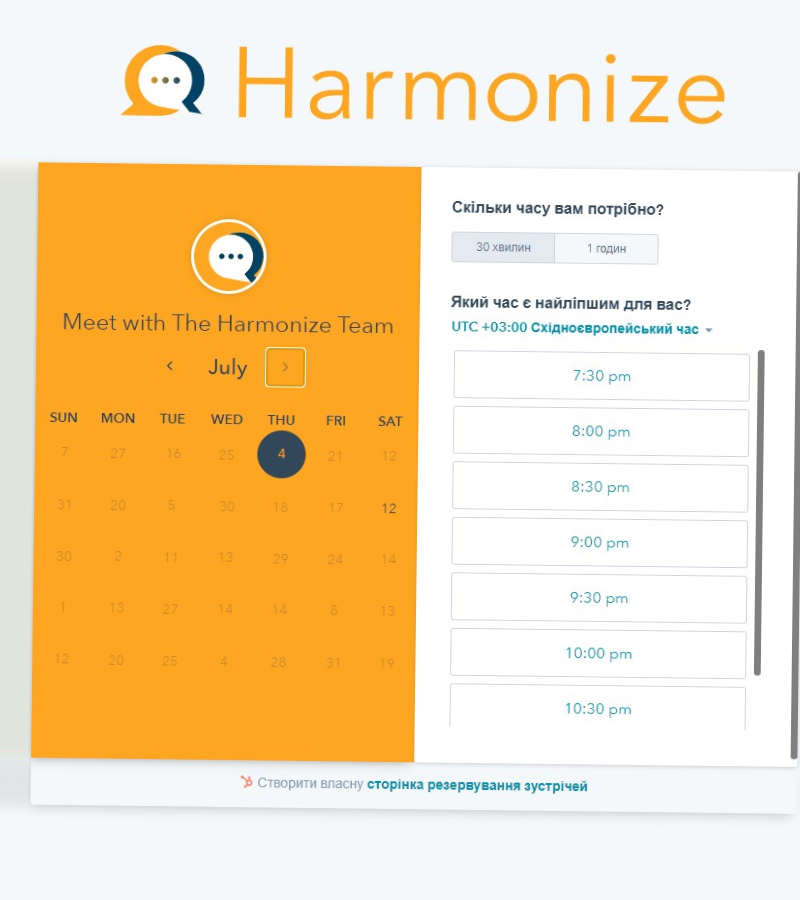 Harmonize
Meet with The Harmonize Team
July
SUN MON TUE WED THU FRI SAT
7 27 16 25 4 21 12
31 20 5 30 18 17 12
30 2 11 13 29 24 14
1 13 27 14 14 8 13
12 20 25 4 28 31 19
Скільки часу вам потрібно?
30 хвилин 1 годин
Який час є найліпшим для вас?
UTC +03:00 Східноєвропейський час
7:30 pm
8:00 pm
8:30 pm
9:00 pm
9:30 pm
10:00 pm
10:30 pm
Створити власну сторінка резервування зустрічей